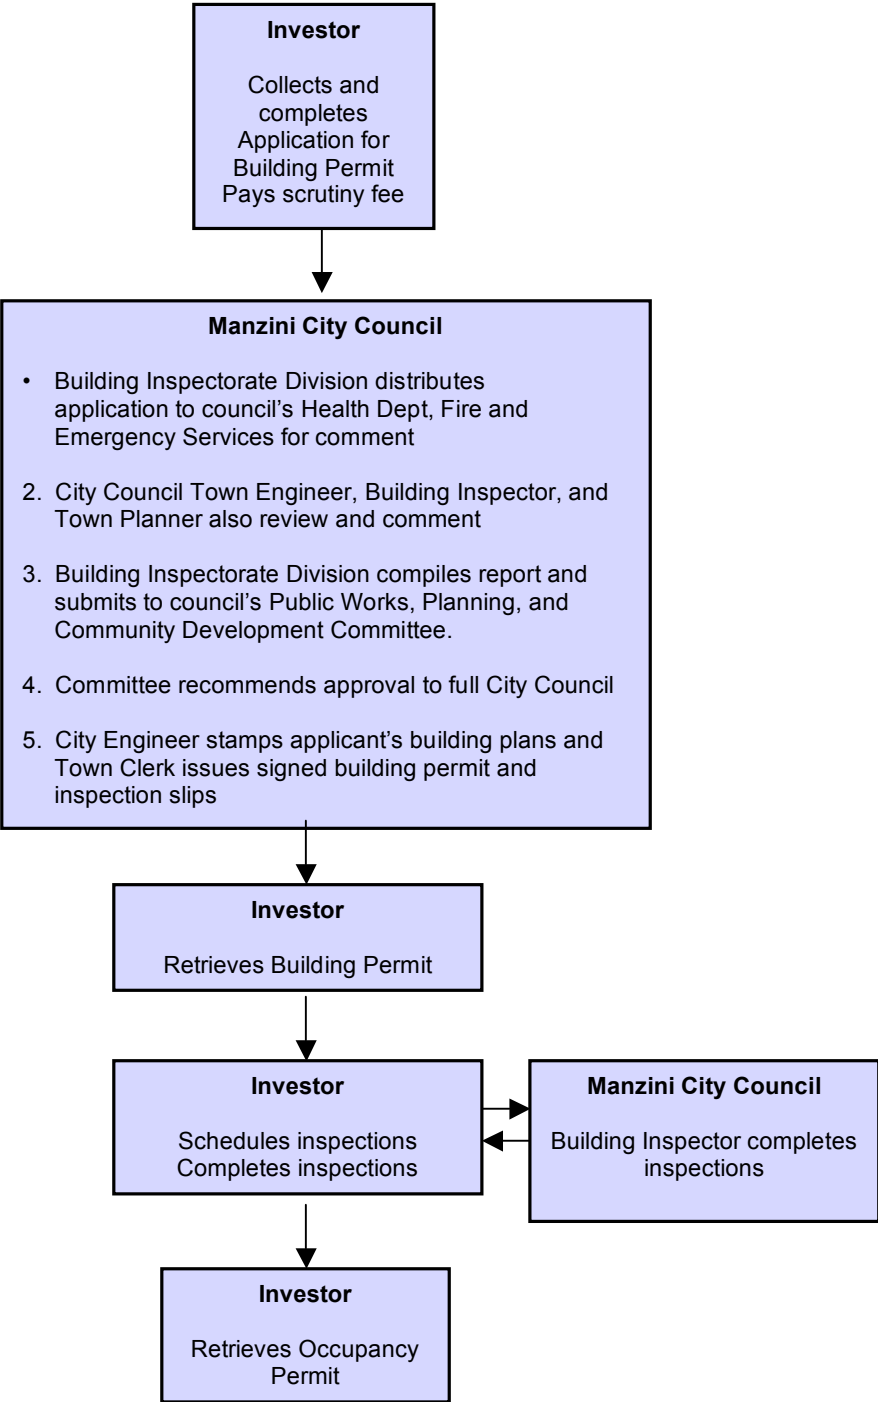 Investor
Collects and
completes
Application for
Building Permit
Pays scrutiny fee
Manzini City Council
• Building Inspectorate Division distributes
application to council's Health Dept, Fire and
Emergency Services for comment
2. City Council Town Engineer, Building Inspector, and
Town Planner also review and comment
3. Building Inspectorate Division compiles report and
submits to council's Public Works, Planning, and
Community Development Committee.
4. Committee recommends approval to full City Council
5. City Engineer stamps applicant's building plans and
Town Clerk issues signed building permit and
inspection slips
Investor
Retrieves Building Permit
Investor
Schedules inspections
Completes inspections
Manzini City Council
Building Inspector completes
inspections
Investor
Retrieves Occupancy
Permit